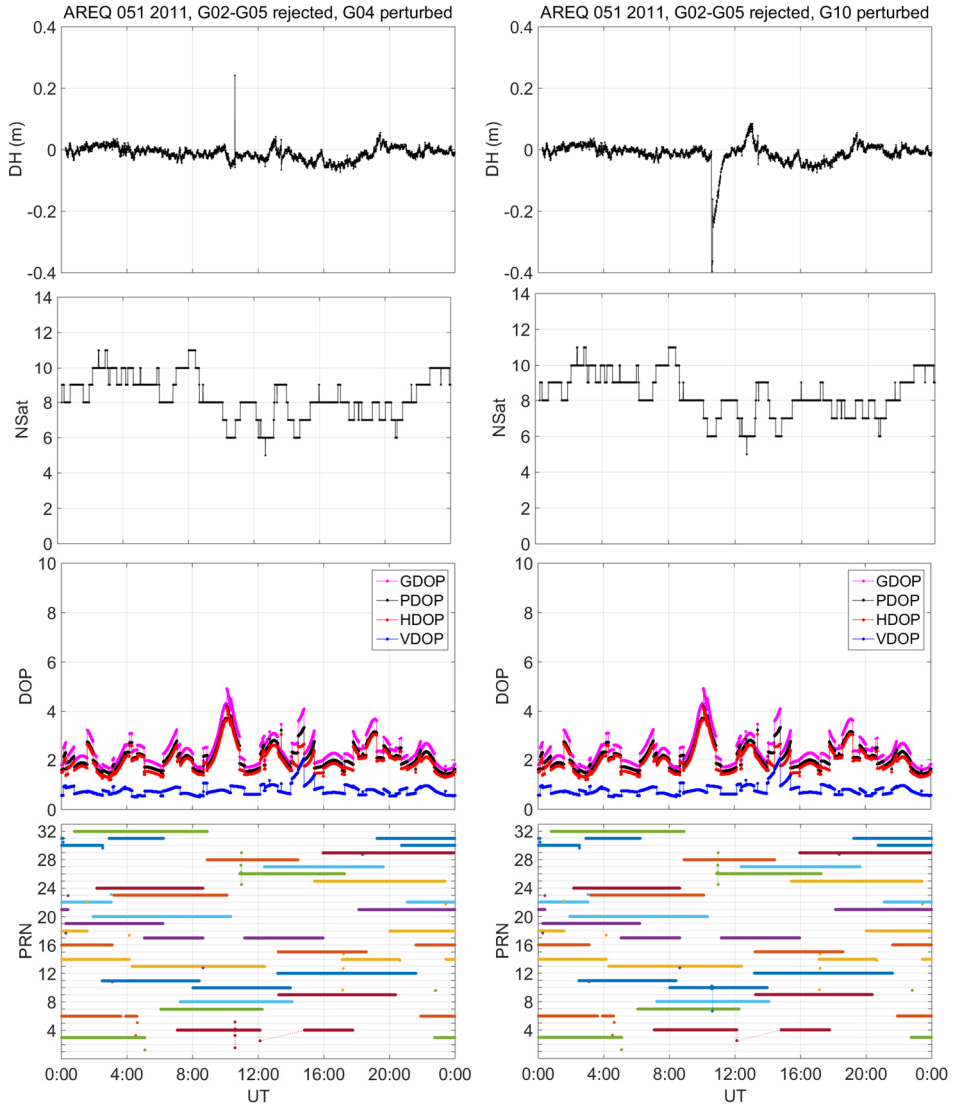 AREQ 051 2011, G02-G05 rejected, G04 perturbed
0.4
0.2
0
-0.2
-0.4
DH (m)
14
12
10
8
6
4
2
0
NSat
10
8
6
4
2
0
DOP
GDOP
PDOP
HDOP
VDOP
32
28
24
20
16
12
8
4
PRN
0:00 4:00 8:00 12:00 16:00 20:00 0:00
UT
AREQ 051 2011, G02-G05 rejected, G10 perturbed
0.4
0.2
0
-0.2
-0.4
DH (m)
14
12
10
8
6
4
2
0
NSat
10
8
6
4
2
0
DOP
GDOP
PDOP
HDOP
VDOP
32
28
24
20
16
12
8
4
PRN
0:00 4:00 8:00 12:00 16:00 20:00 0:00
UT